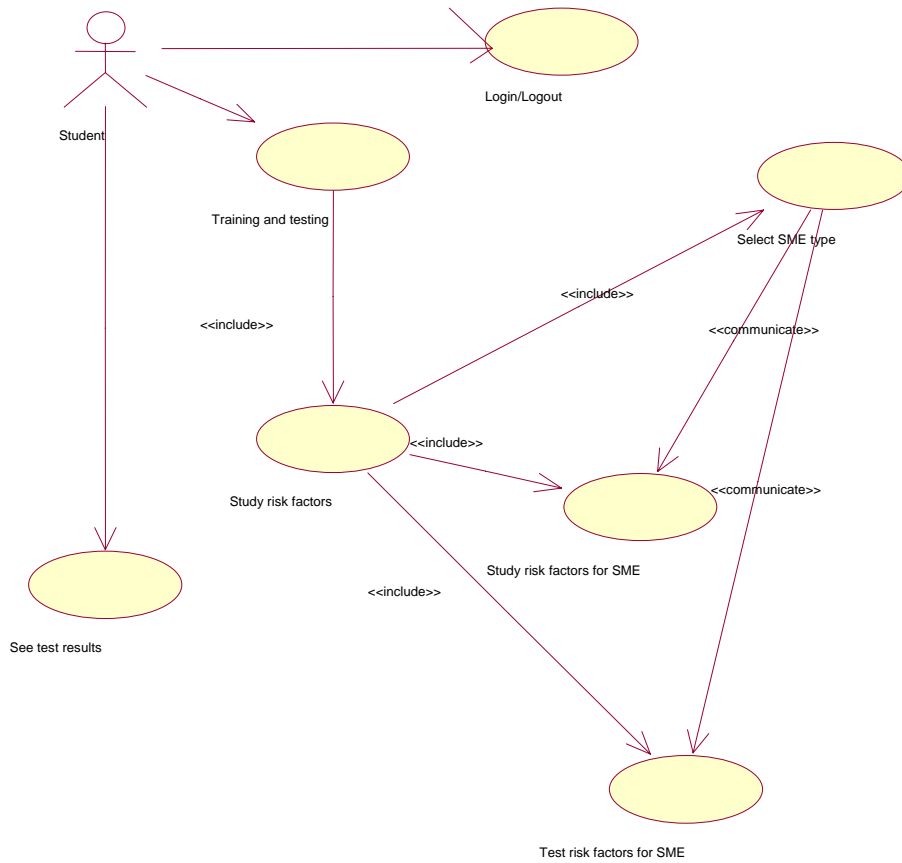 Login/Logout
Student
Training and testing
Select SME type
<<include>>
<<include>>
<<communicate>>
<<include>>
<<communicate>>
Study risk factors
Study risk factors for SME
<<include>>
See test results
Test risk factors for SME